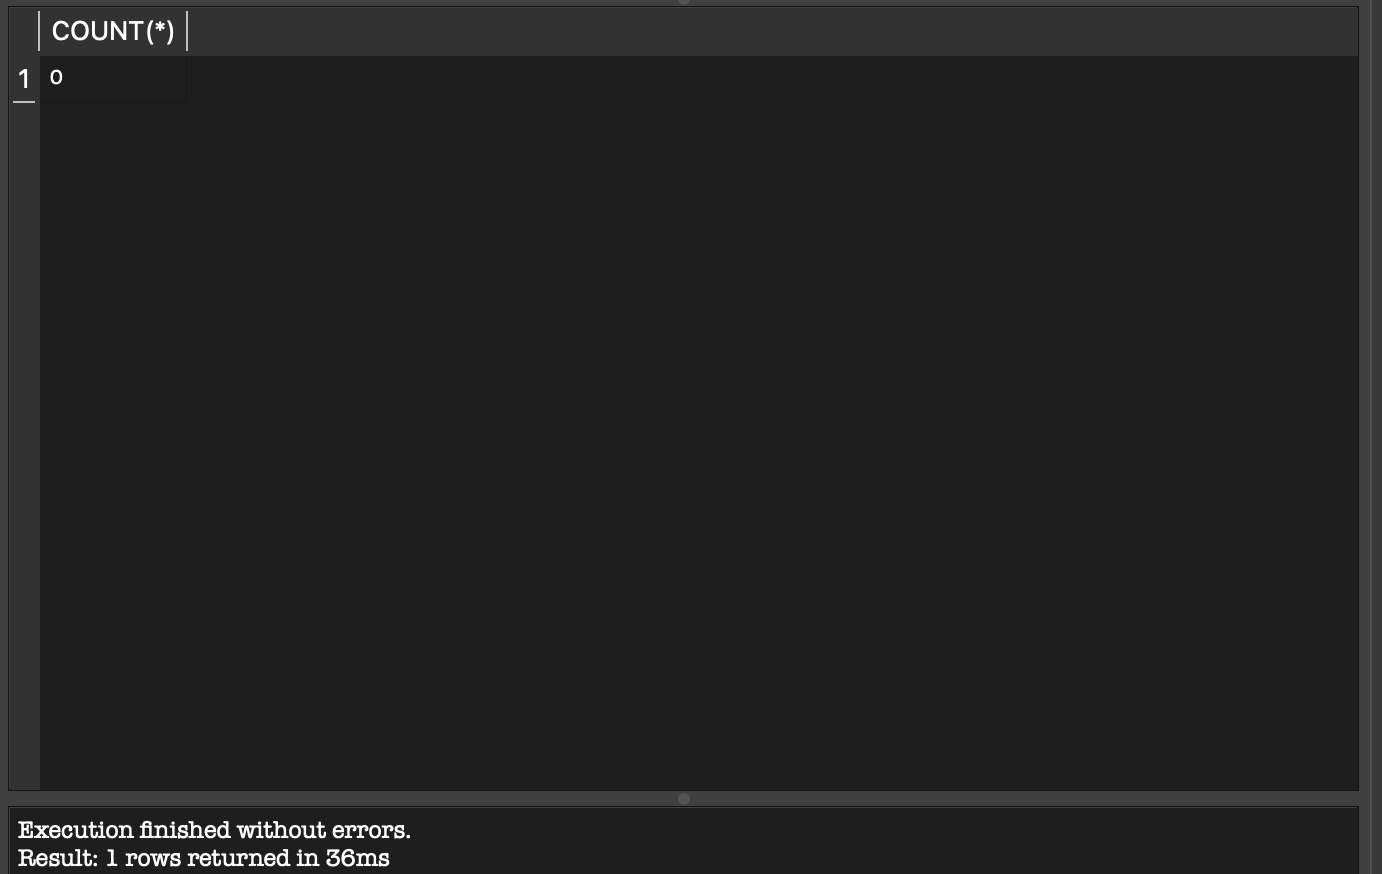 COUNT(*)
1 0
Execution finished without errors.
Result: 1 rows returned in 36ms